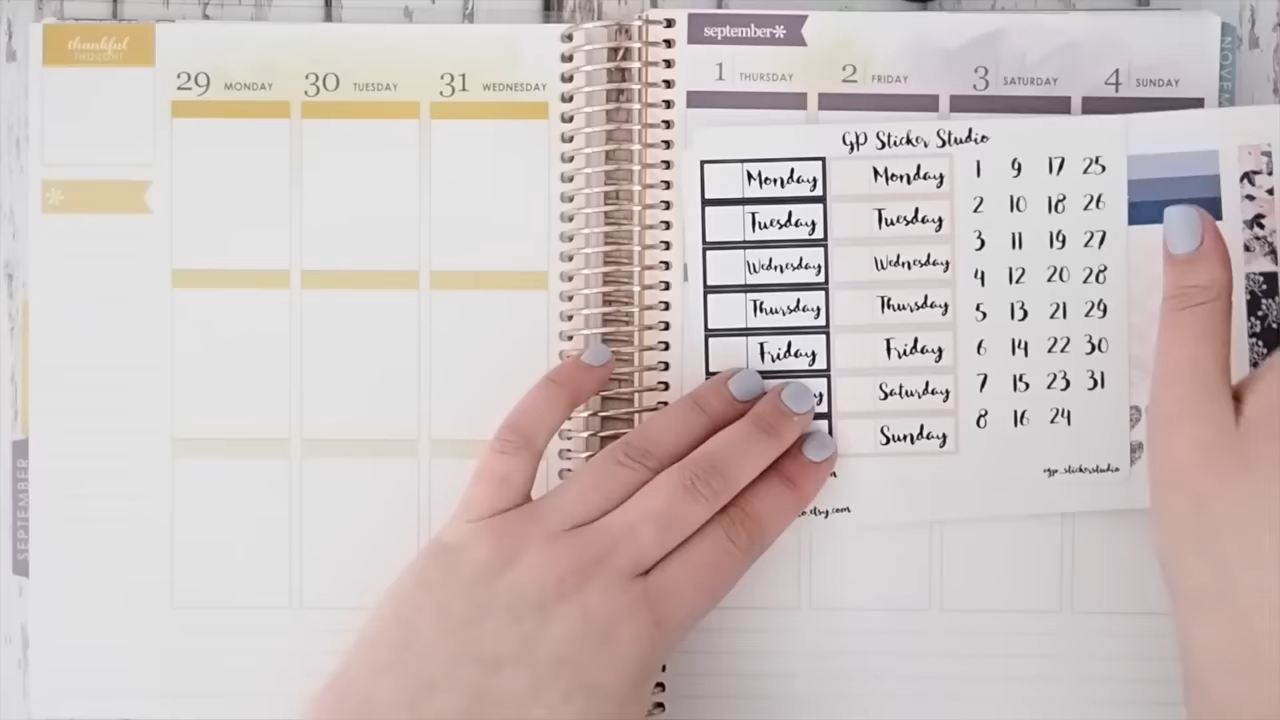 thankful
THOUGHT
29 MONDAY
30 TUESDAY
31 WEDNESDAY
SEPTEMBER
september*
1 THURSDAY
2 FRIDAY
3 SATURDAY
4 SUNDAY
GP Sticker Studio
Monday Monday 1 9 17 25
Tuesday Tuesday 2 10 18 26
Wednesday Wednesday 3 11 19 27
Thursday Thursday 4 12 20 28
Friday Friday 5 13 21 29
Saturday 6 14 22 30
Sunday 7 15 23 31
8 16 24
gp_stickerstudio
.etsy.com